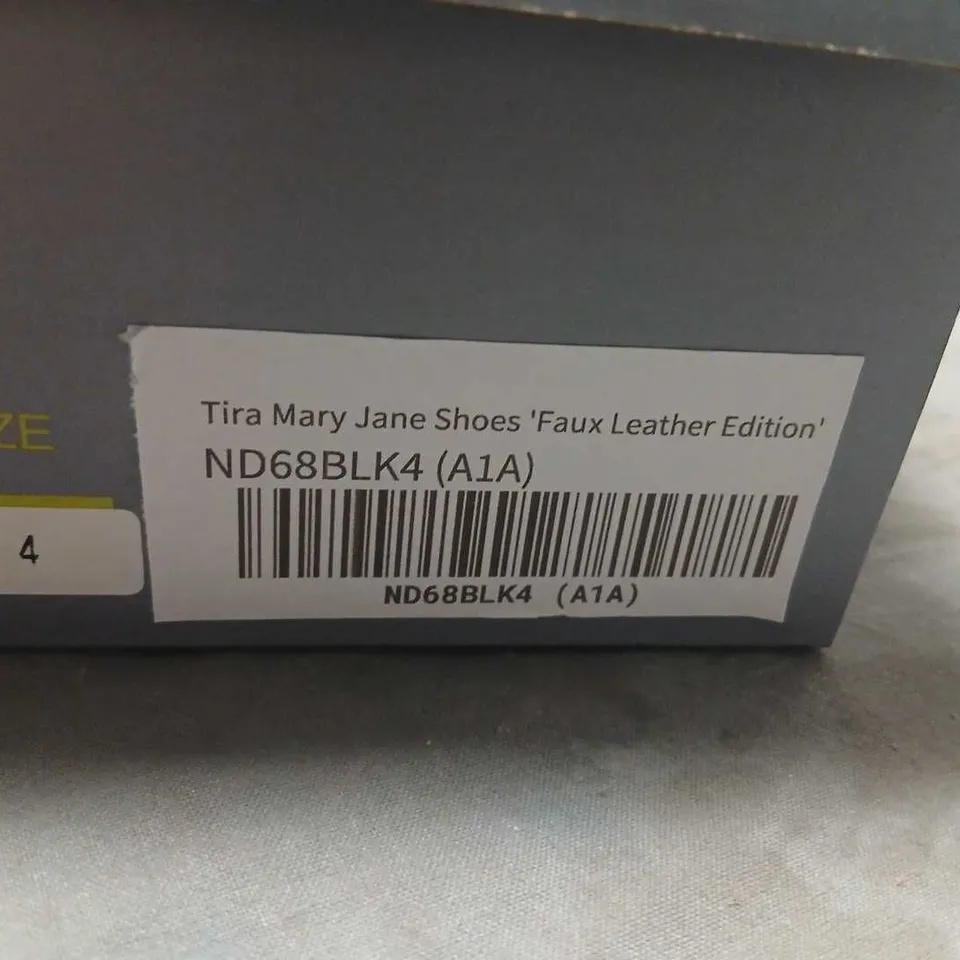 Tira Mary Jane Shoes 'Faux Leather Edition'
ND68BLK4 (A1A)
ND68BLK4 (A1A)
ZE
4